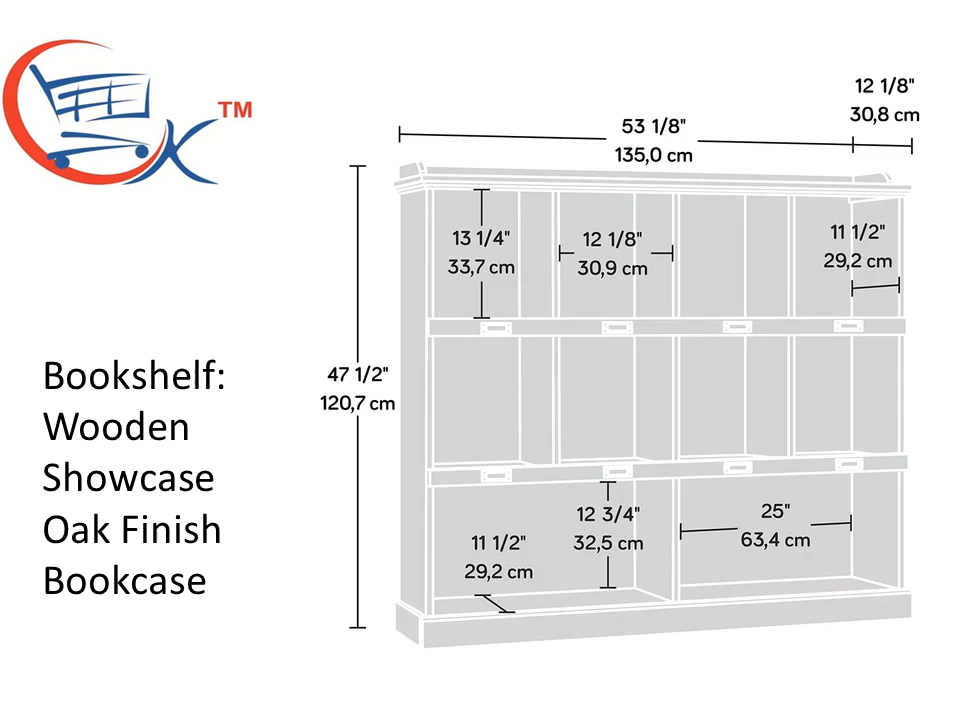 K TM
12 1/8"
30,8 cm
53 1/8"
135,0 cm
13 1/4"
33,7 cm
12 1/8"
30,9 cm
11 1/2"
29,2 cm
47 1/2"
120,7 cm
Bookshelf:
Wooden
Showcase
Oak Finish
Bookcase
12 3/4"
32,5 cm
25"
63,4 cm
11 1/2"
29,2 cm